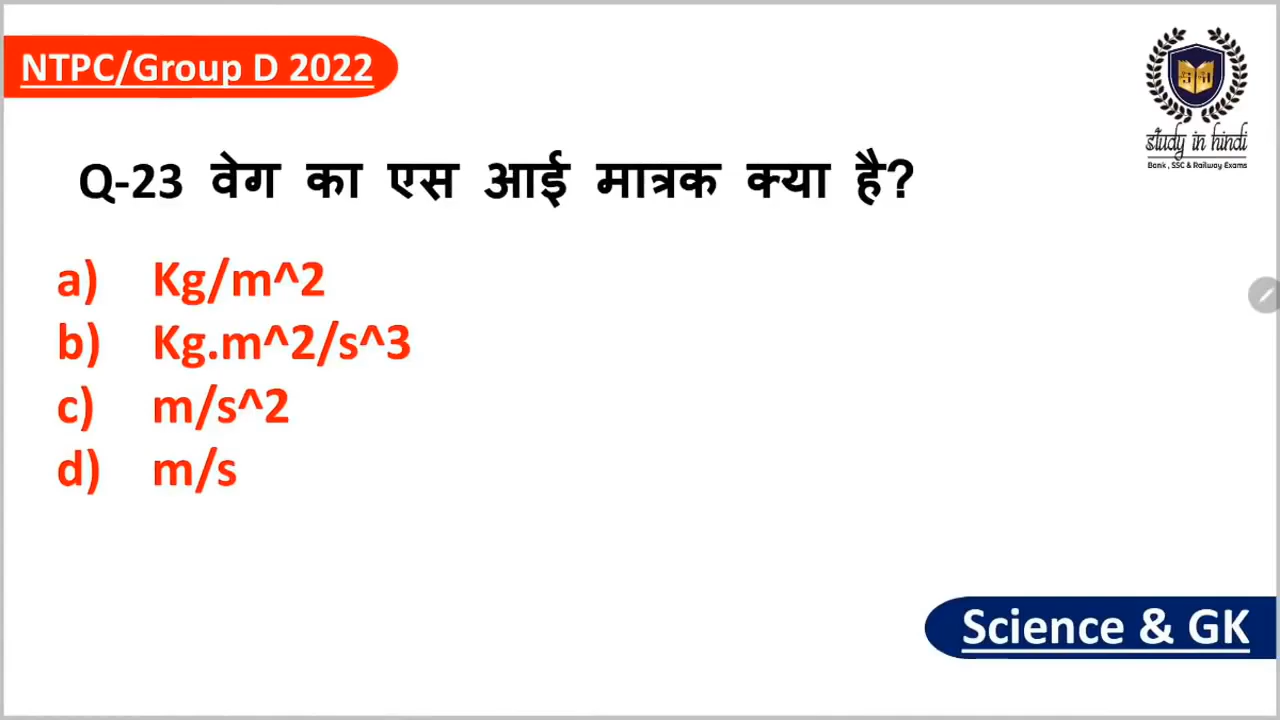 NTPC/Group D 2022
study in hindi
Bank , SSC & Railway Exams
Q-23 वेग का एस आई मात्रक क्या है?
a) Kg/m^2
b) Kg.m^2/s^3
c) m/s^2
d) m/s
Science & GK